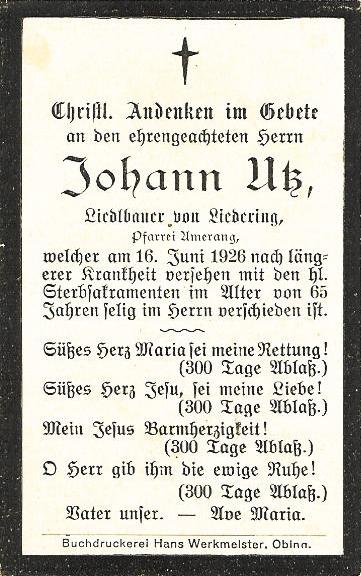 Christl. Andenken im Gebete
an den ehrengeachteten Herrn
Johann Utz,
Liedlbauer von Liedering,
Pfarrei Amerang,
welcher am 16. Juni 1926 nach läng-
erer Krankheit versehen mit den hl.
Sterbsakramenten im Alter von 65
Jahren selig im Herrn verschieden ist.
Süßes Herz Maria sei meine Rettung!
(300 Tage Ablaß.)
Süßes Herz Jesu, sei meine Liebe!
(300 Tage Ablaß.)
Mein Jesus Barmherzigkeit!
(300 Tage Ablaß.)
O Herr gib ihm die ewige Ruhe!
(300 Tage Ablaß.)
Vater unser. — Ave Maria.
Buchdruckerei Hans Werkmeister, Obing.